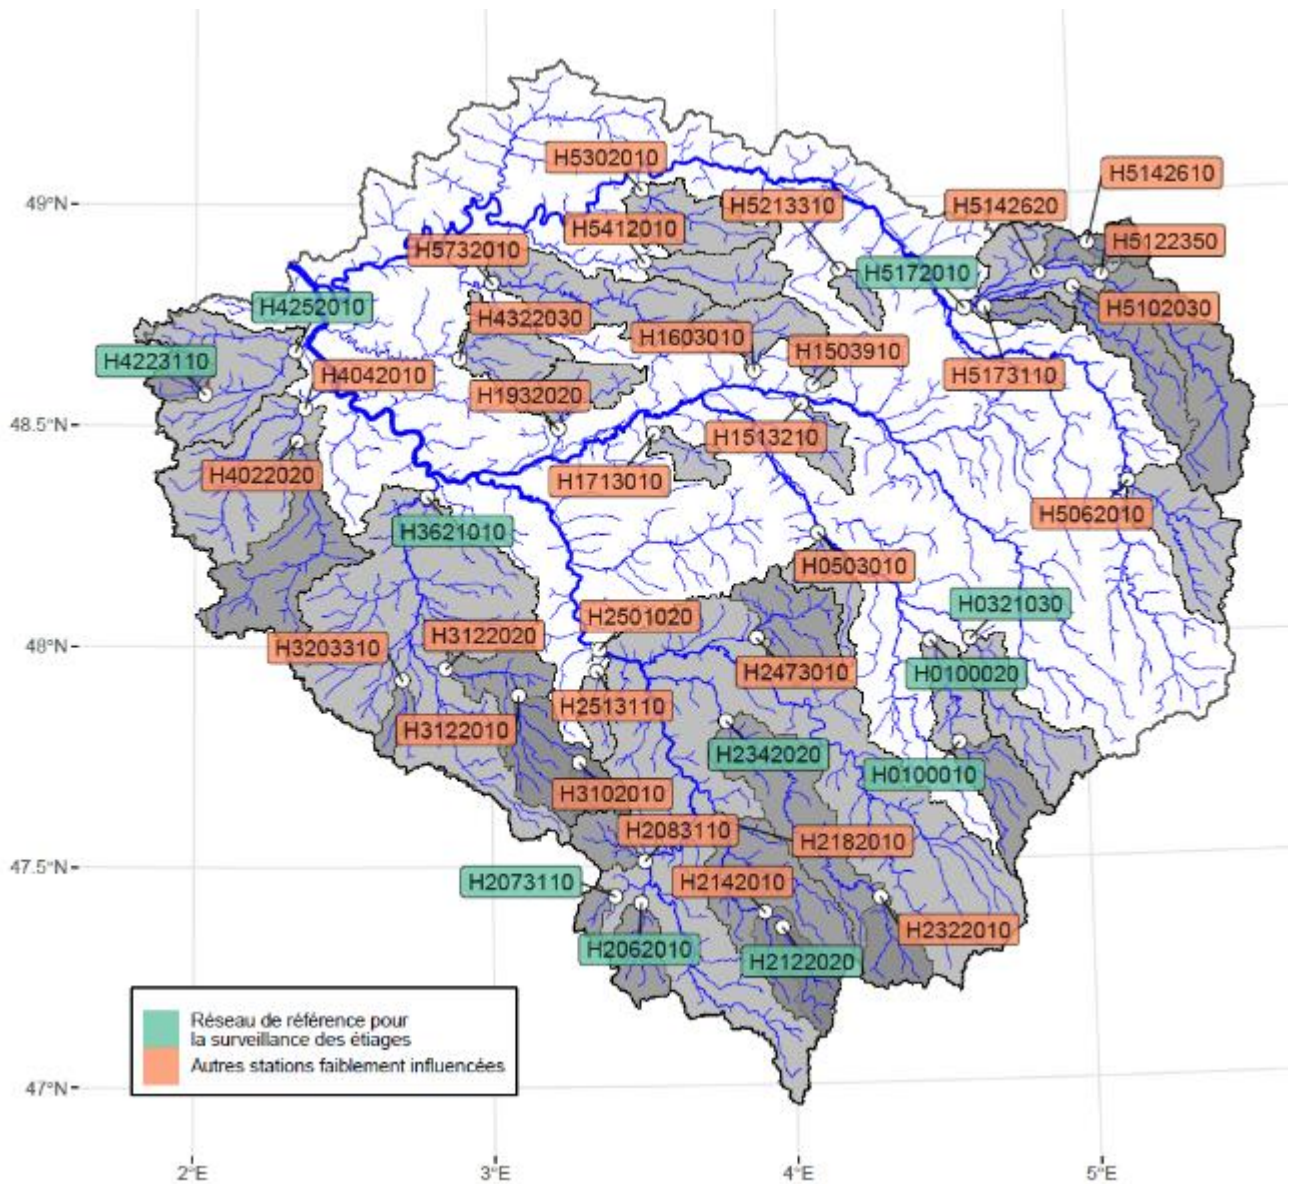 H5302010
H5142610
H5213310
H5142620
H5412010
H5122350
H5732010
H5172010
49°N
H4252010
H4322030
H5102030
H1603010
H1503910
H4223110
H4042010
H5173110
H1932020
48.5°N
H1513210
H4022020
H1713010
H5062010
H3621010
H0503010
H0321030
H2501020
H3122020
H3203310
48°N
H2473010
H0100020
H2513110
H3122010
H2342020
H0100010
H3102010
H2083110
H2182010
47.5°N
H2073110
H2142010
H2322010
H2062010
H2122020
Réseau de référence pour
la surveillance des étiages
Autres stations faiblement influencées
47°N
2°E
3°E
4°E
5°E